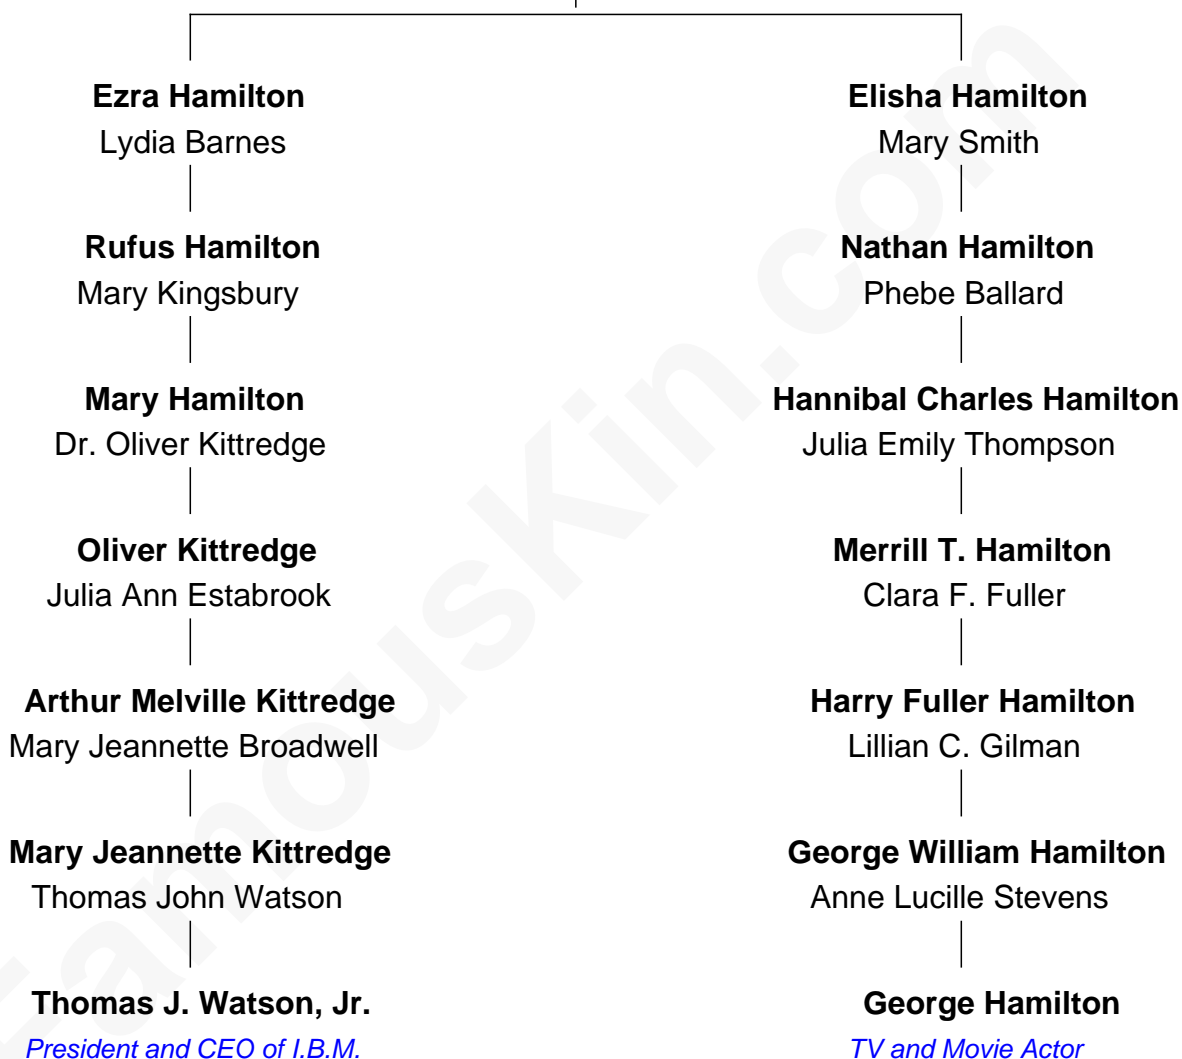 Ezra Hamilton
Lydia Barnes
Elisha Hamilton
Mary Smith
Rufus Hamilton
Mary Kingsbury
Nathan Hamilton
Phebe Ballard
Mary Hamilton
Dr. Oliver Kittredge
Hannibal Charles Hamilton
Julia Emily Thompson
Oliver Kittredge
Julia Ann Estabrook
Merrill T. Hamilton
Clara F. Fuller
Arthur Melville Kittredge
Mary Jeannette Broadwell
Harry Fuller Hamilton
Lillian C. Gilman
Mary Jeannette Kittredge
Thomas John Watson
George William Hamilton
Anne Lucille Stevens
Thomas J. Watson, Jr.
President and CEO of I.B.M.
George Hamilton
TV and Movie Actor
FamousKin.com